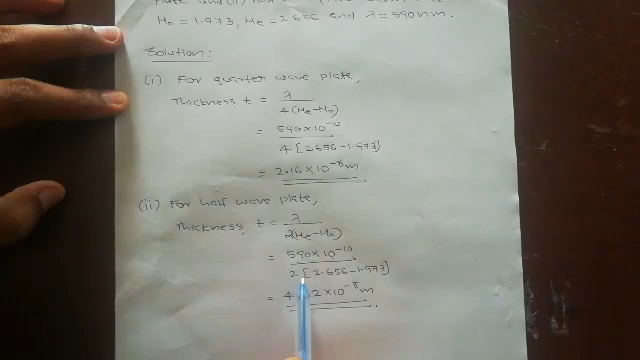 μo = 1.973, μe = 2.656 and λ = 590nm.
Solution:
(i) For quarter wave plate,
Thickness, t = λ / 4(μe-μo)
= 590×10^-10 / 4[2.656-1.973]
= 2.16×10^-8 m
(ii) For half wave plate,
Thickness, t = λ / 2(μe-μo)
= 590×10^-10 / 2[2.656-1.973]
= 4. 2×10^-8 m